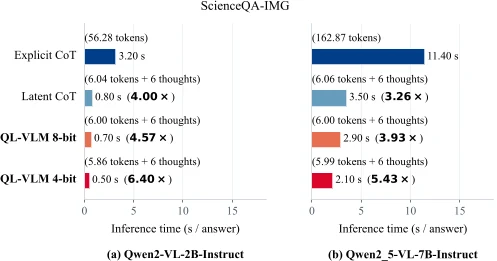 ScienceQA-IMG
(56.28 tokens)
Explicit CoT
3.20 s
(6.04 tokens + 6 thoughts)
Latent CoT
0.80 s (4.00 ×)
(6.00 tokens + 6 thoughts)
QL-VLM 8-bit
0.70 s (4.57 ×)
(5.86 tokens + 6 thoughts)
QL-VLM 4-bit
0.50 s (6.40 ×)
0 5 10 15
Inference time (s / answer)
(a) Qwen2-VL-2B-Instruct
(162.87 tokens)
11.40 s
(6.06 tokens + 6 thoughts)
3.50 s (3.26 ×)
(6.00 tokens + 6 thoughts)
2.90 s (3.93 ×)
(5.99 tokens + 6 thoughts)
2.10 s (5.43 ×)
0 5 10 15
Inference time (s / answer)
(b) Qwen2_5-VL-7B-Instruct